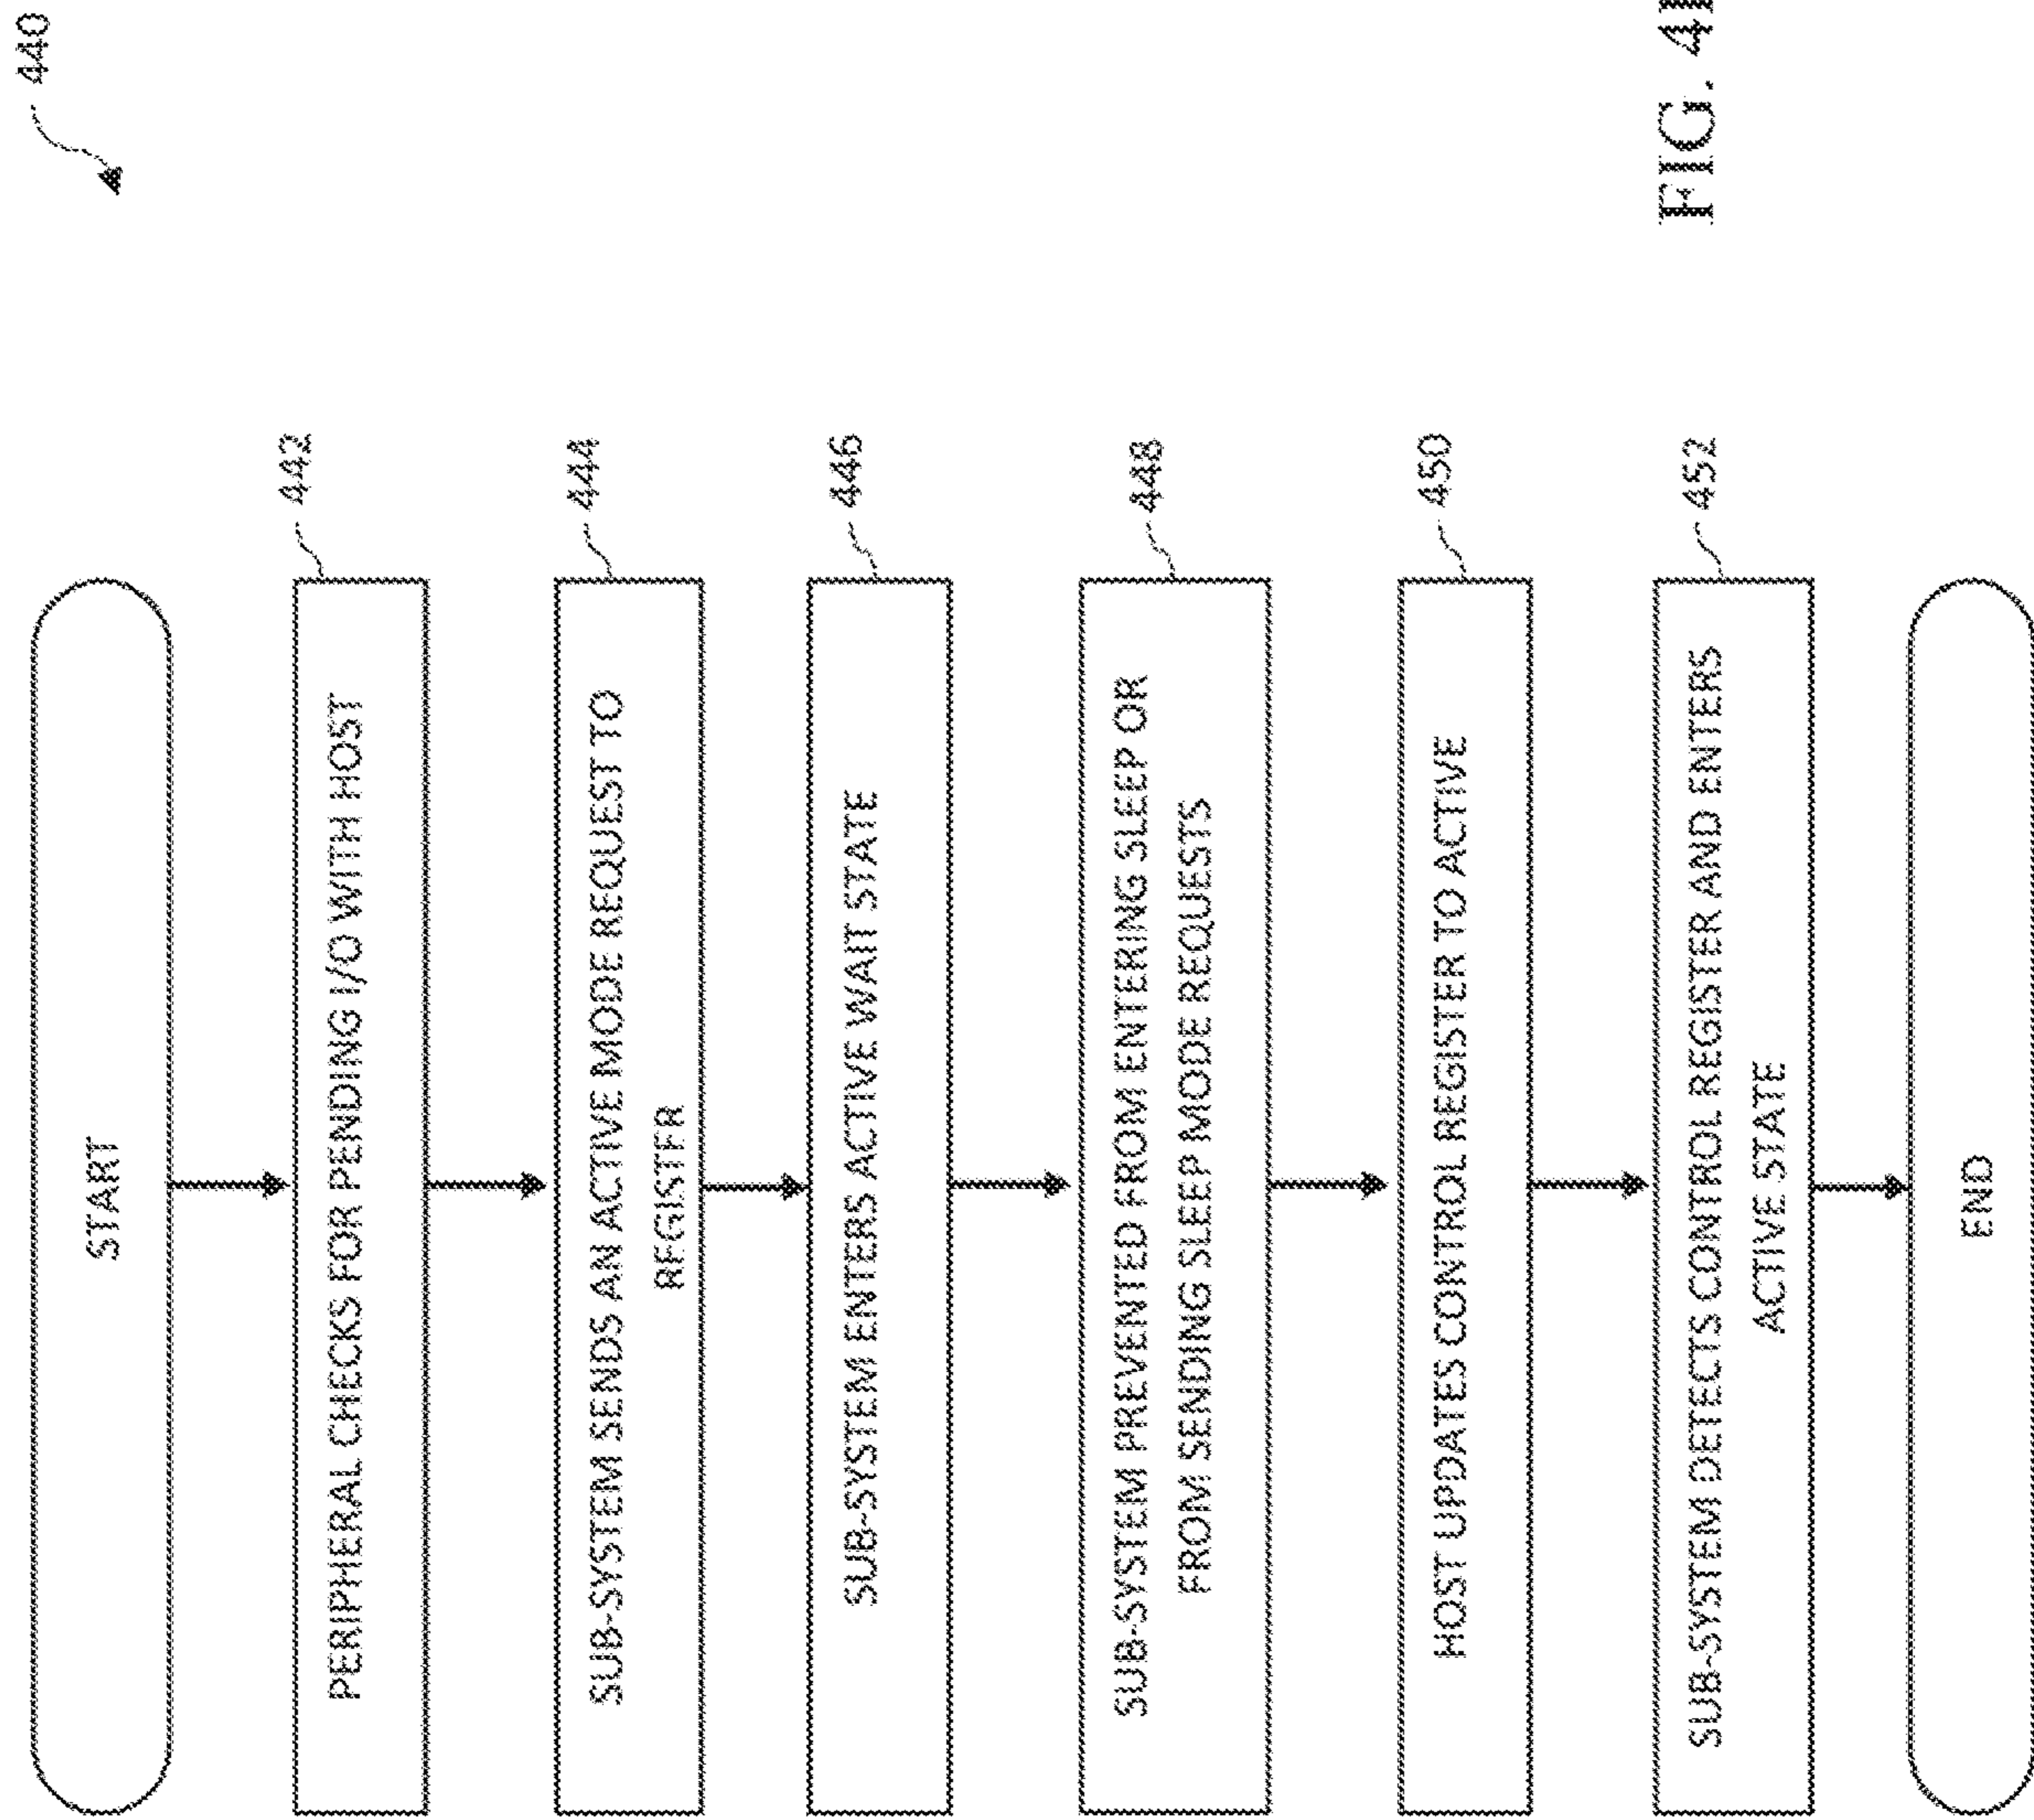 440
START
442
PERIPHERAL CHECKS FOR PENDING I/O WITH HOST
444
SUB-SYSTEM SENDS AN ACTIVE MODE REQUEST TO
REGISTER
446
SUB-SYSTEM ENTERS ACTIVE WAIT STATE
448
SUB-SYSTEM PREVENTED FROM ENTERING SLEEP OR
FROM SENDING SLEEP MODE REQUESTS
450
HOST UPDATES CONTROL REGISTER TO ACTIVE
452
SUB-SYSTEM DETECTS CONTROL REGISTER AND ENTERS
ACTIVE STATE
END
FIG.